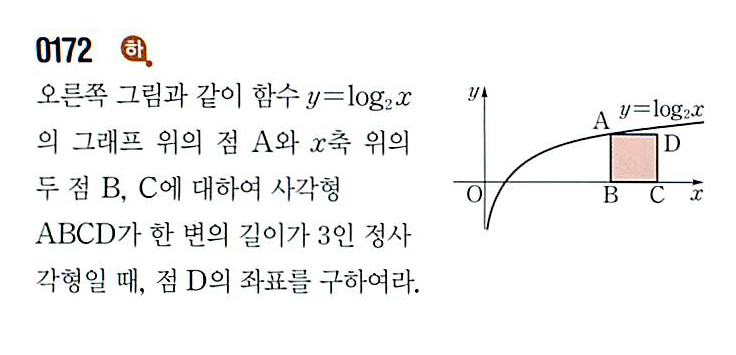 0172 하
오른쪽 그림과 같이 함수 y=log₂x
의 그래프 위의 점 A와 x축 위의
두 점 B, C에 대하여 사각형
ABCD가 한 변의 길이가 3인 정사
각형일 때, 점 D의 좌표를 구하여라.
y
A y=log₂x
D
O B C x